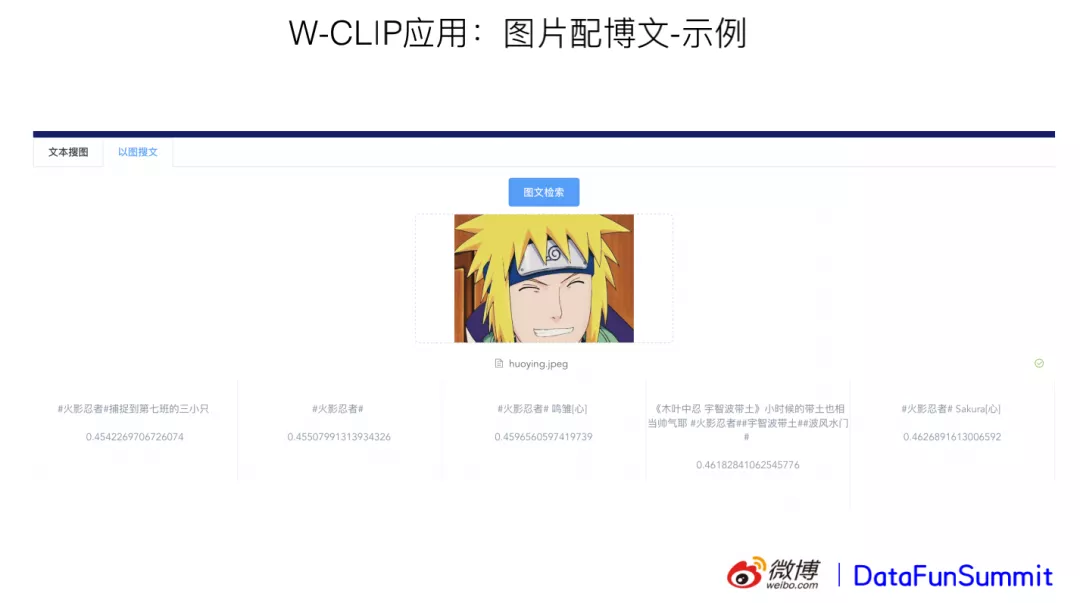 W-CLIP应用：图片配博文-示例
文本搜图
以图搜文
图文检索
huoying.jpeg
#火影忍者#捕捉到第七班的三小只
0.4542269706726074
#火影忍者#
0.45507991313934326
#火影忍者# 鸣雏[心]
0.4596560597419739
《木叶中忍 宇智波带土》小时候的带土也相
当帅气耶 #火影忍者##宇智波带土##波风水门
#
0.46182841062545776
#火影忍者# Sakura[心]
0.4626891613006592
微博
weibo.com
DataFunSummit